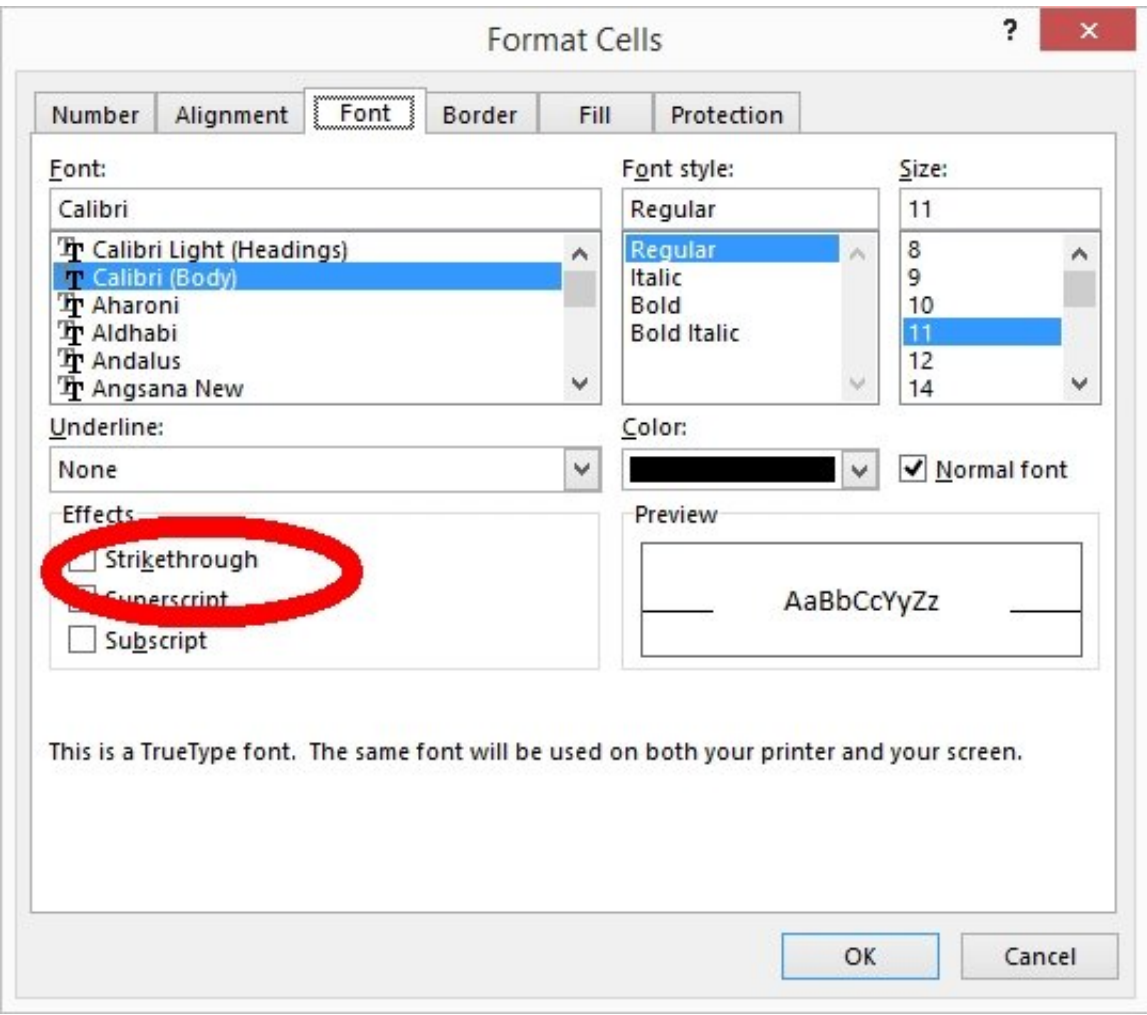 Format Cells
?
Number Alignment Font Border Fill Protection
Font:
Calibri
Calibri Light (Headings)
Calibri (Body)
Aharoni
Aldhabi
Andalus
Angsana New
Font style:
Regular
Regular
Italic
Bold
Bold Italic
Size:
11
8
9
10
11
12
14
Underline:
None
Color:
Normal font
Effects
Strikethrough
Superscript
Subscript
Preview
AaBbCcYyZz
This is a TrueType font.  The same font will be used on both your printer and your screen.
OK Cancel